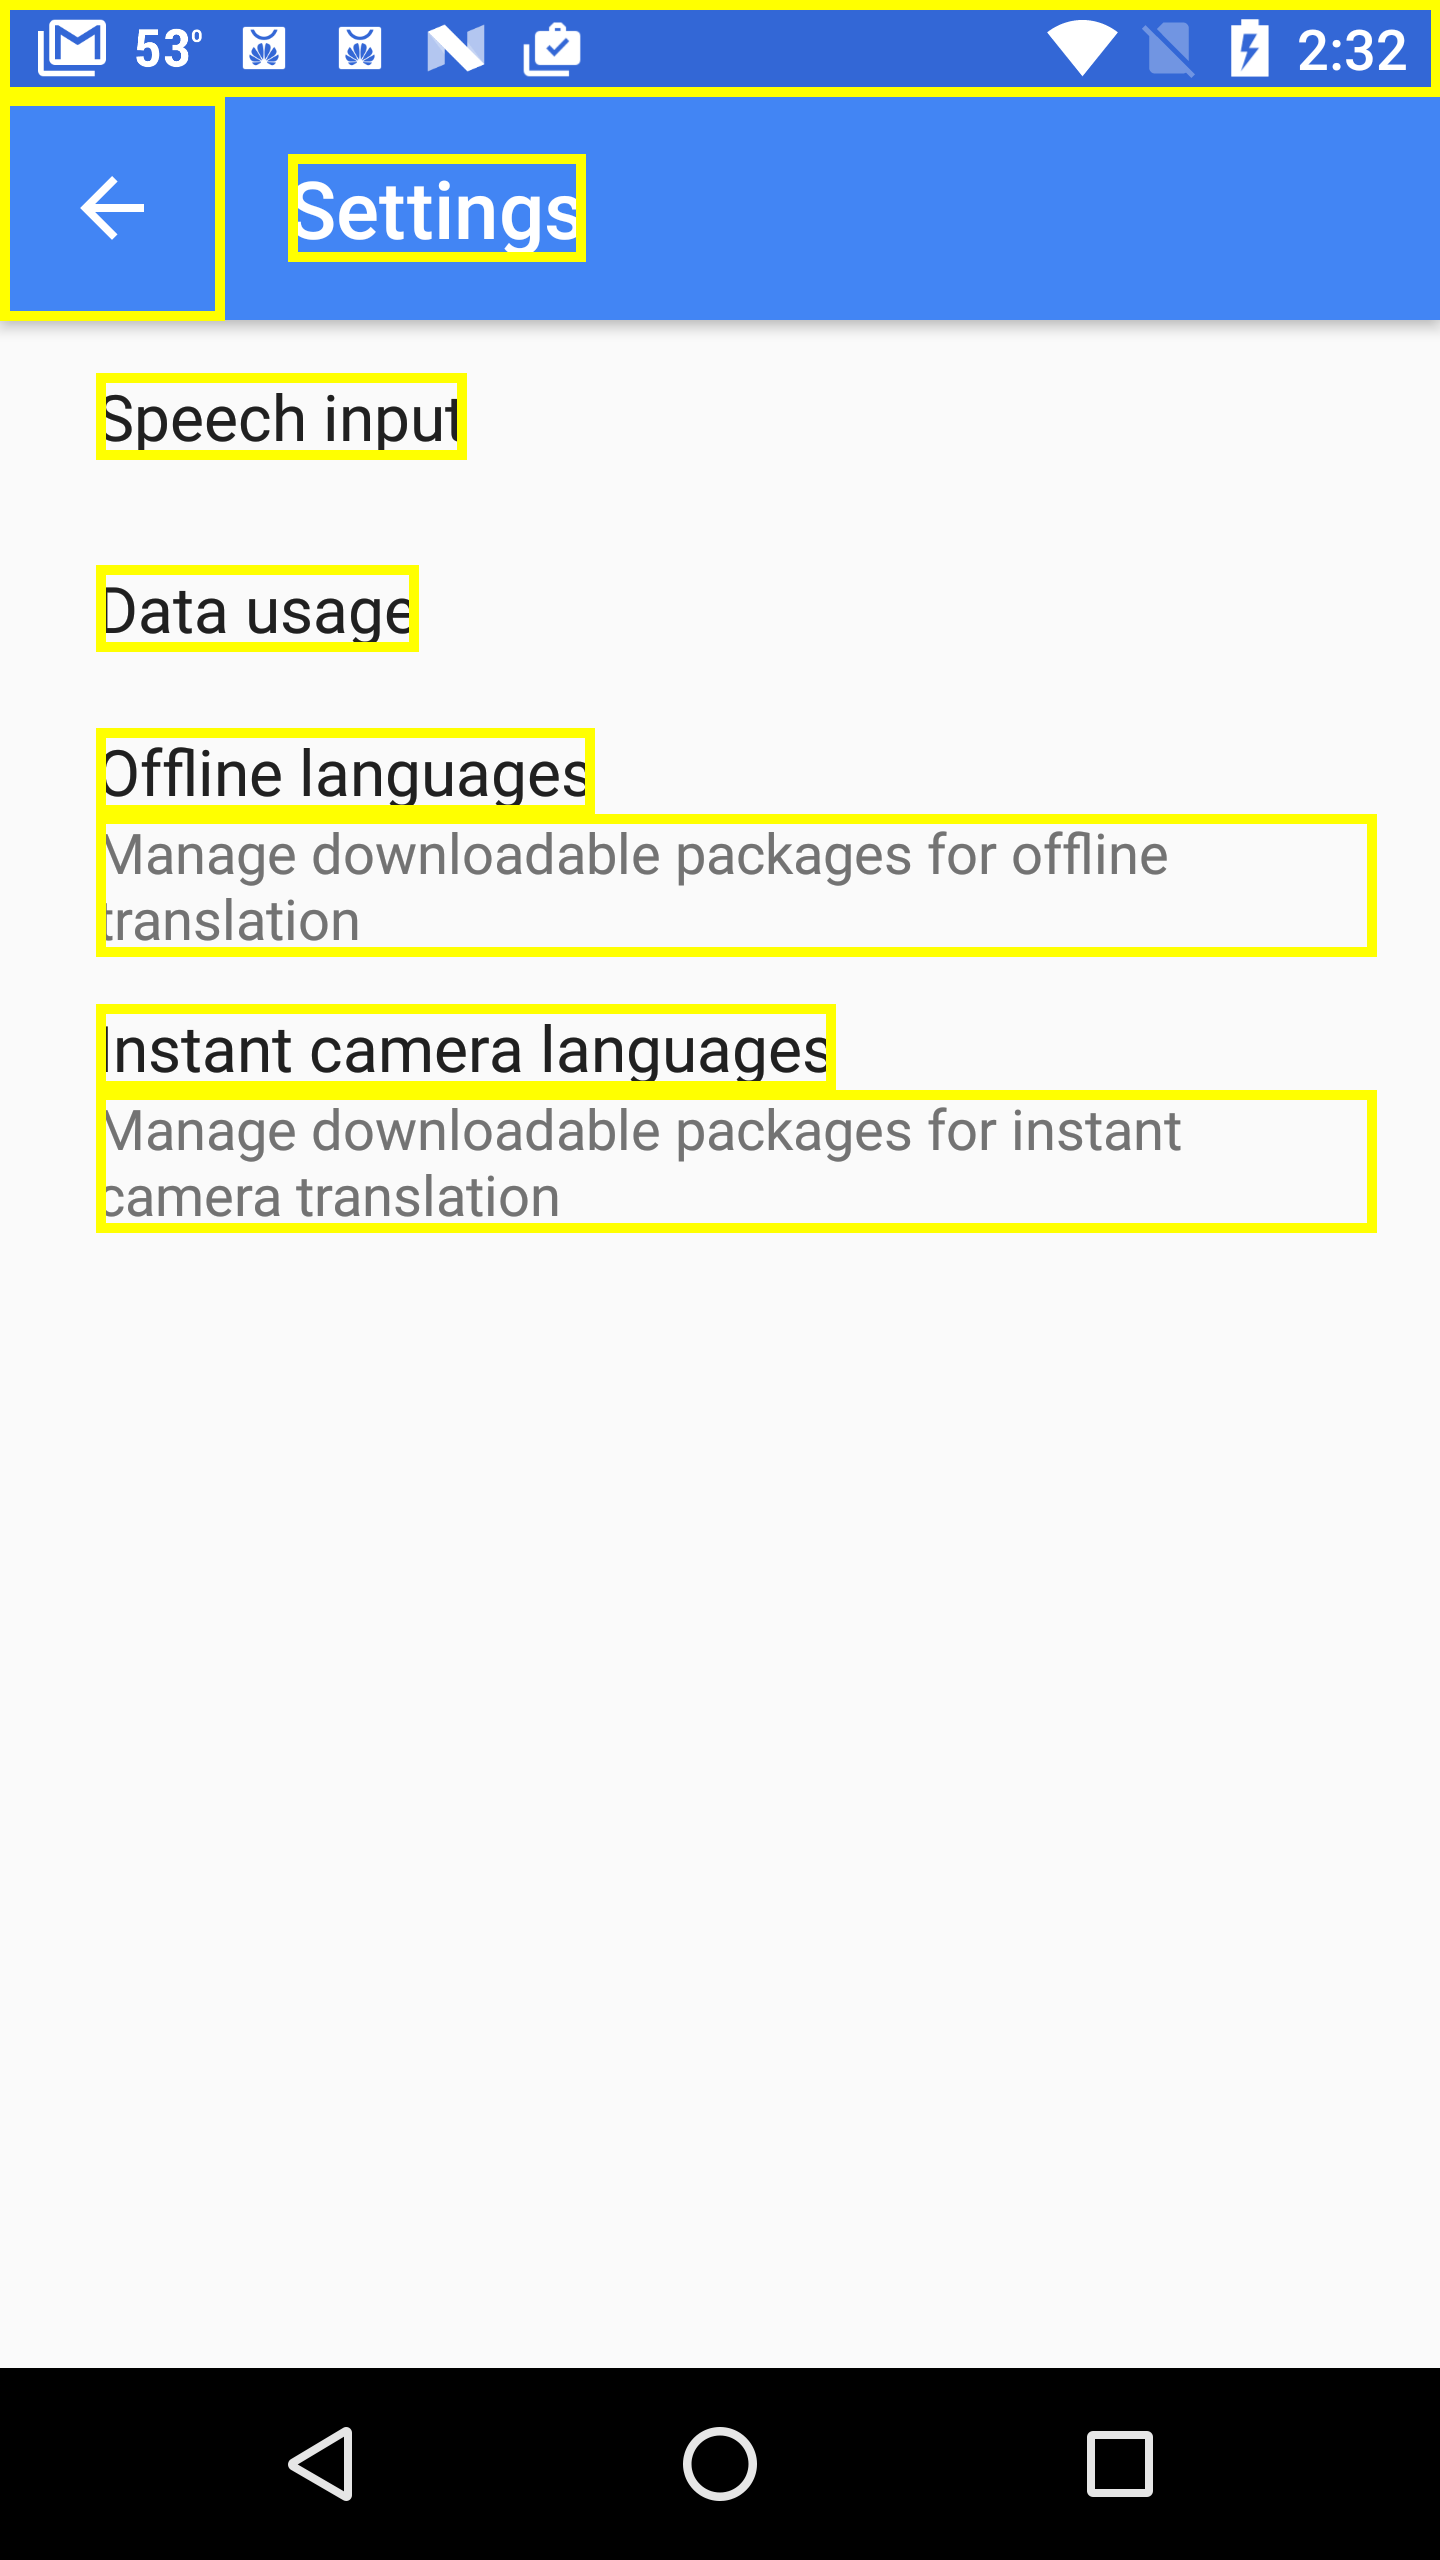 53° 2:32
Settings
Speech input
Data usage
Offline languages
Manage downloadable packages for offline
translation
Instant camera languages
Manage downloadable packages for instant
camera translation